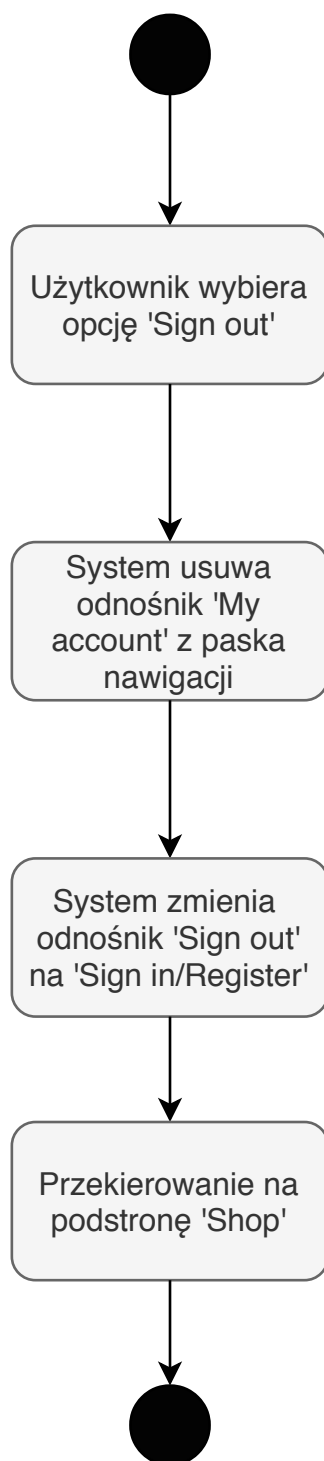 Użytkownik wybiera
opcję 'Sign out'
System usuwa
odnośnik 'My
account' z paska
nawigacji
System zmienia
odnośnik 'Sign out'
na 'Sign in/Register'
Przekierowanie na
podstronę 'Shop'